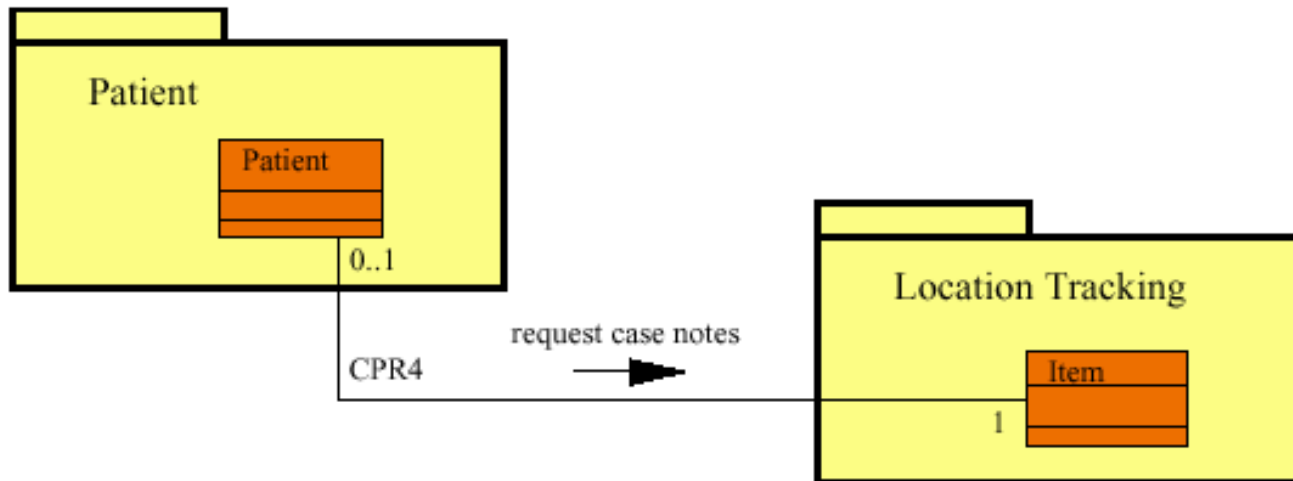 Patient
Patient
0..1
Location Tracking
request case notes
CPR4
Item
1